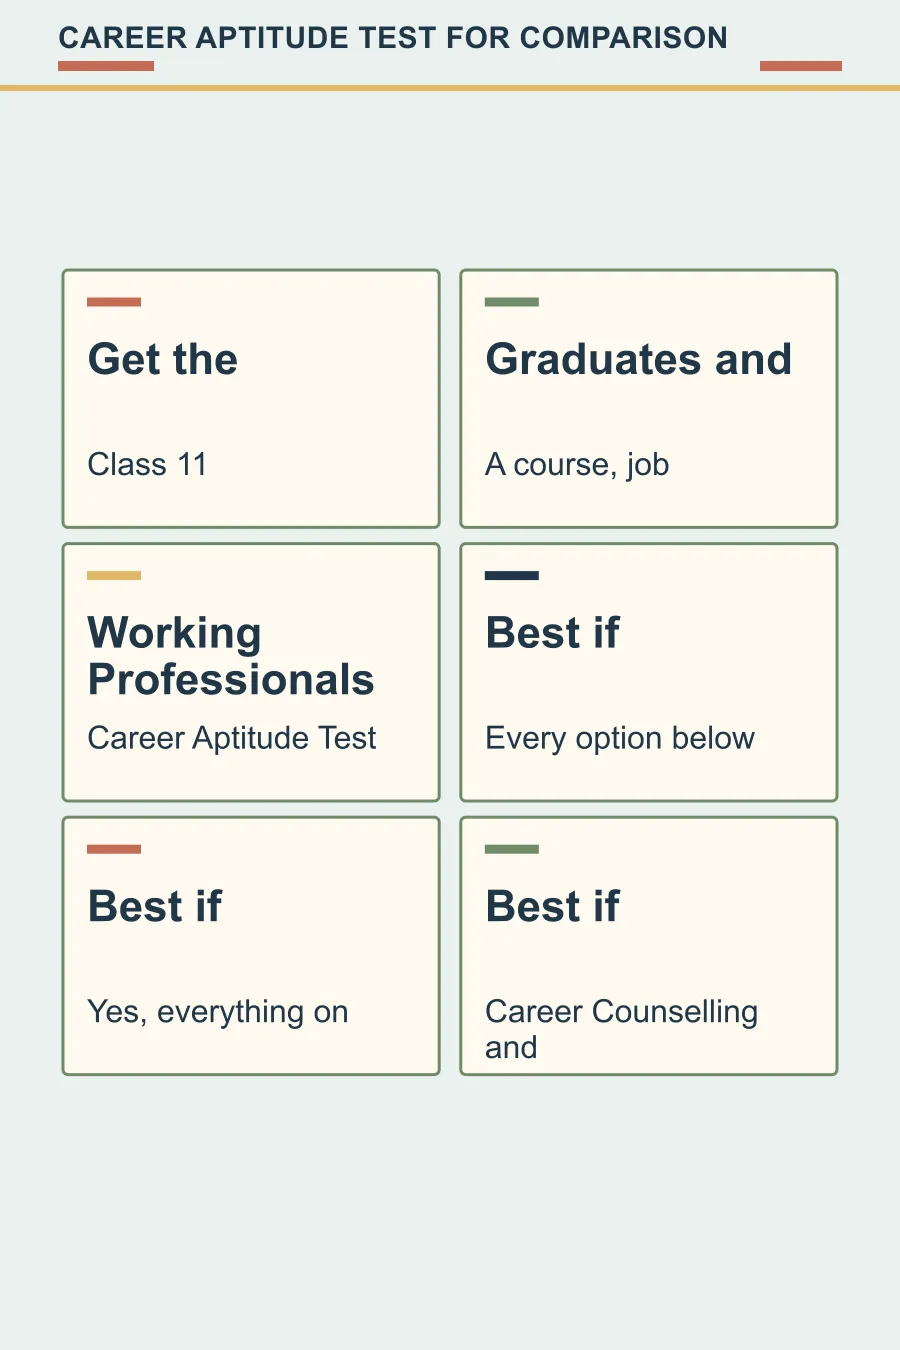 CAREER APTITUDE TEST FOR COMPARISON
Get the
Class 11
Graduates and
A course, job
Working
Professionals
Career Aptitude Test
Best if
Every option below
Best if
Yes, everything on
Best if
Career Counselling
and